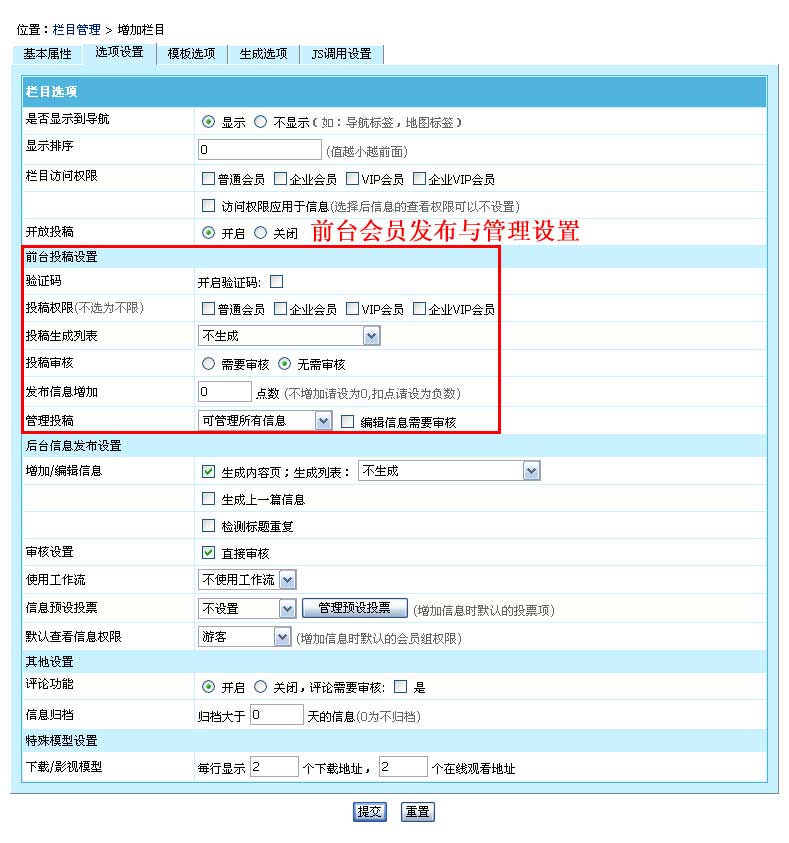 位置：栏目管理 > 增加栏目
基本属性 选项设置 模板选项 生成选项 JS调用设置
栏目选项
是否显示到导航 显示 不显示（如：导航标签，地图标签）
显示排序 0 (值越小越前面)
栏目访问权限 普通会员 企业会员 VIP会员 企业VIP会员
访问权限应用于信息(选择后信息的查看权限可以不设置)
开放投稿 开启 关闭 前台会员发布与管理设置
前台投稿设置
验证码 开启验证码:
投稿权限(不选为不限) 普通会员 企业会员 VIP会员 企业VIP会员
投稿生成列表 不生成
投稿审核 需要审核 无需审核
发布信息增加 0 点数 (不增加请设为0,扣点请设为负数)
管理投稿 可管理所有信息 编辑信息需要审核
后台信息发布设置
增加/编辑信息 生成内容页；生成列表： 不生成
生成上一篇信息
检测标题重复
审核设置 直接审核
使用工作流 不使用工作流
信息预设投票 不设置 管理预设投票 (增加信息时默认的投票项)
默认查看信息权限 游客 (增加信息时默认的会员组权限)
其他设置
评论功能 开启 关闭，评论需要审核: 是
信息归档 归档大于 0 天的信息(0为不归档)
特殊模型设置
下载/影视模型 每行显示 2 个下载地址， 2 个在线观看地址
提交 重置